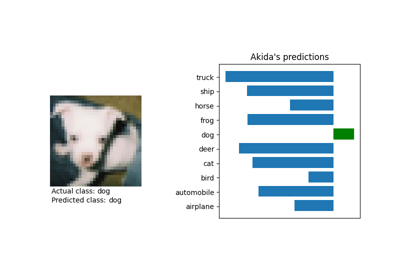 Akida's predictions
truck
ship
horse
frog
dog
deer
cat
bird
automobile
airplane
Actual class: dog
Predicted class: dog